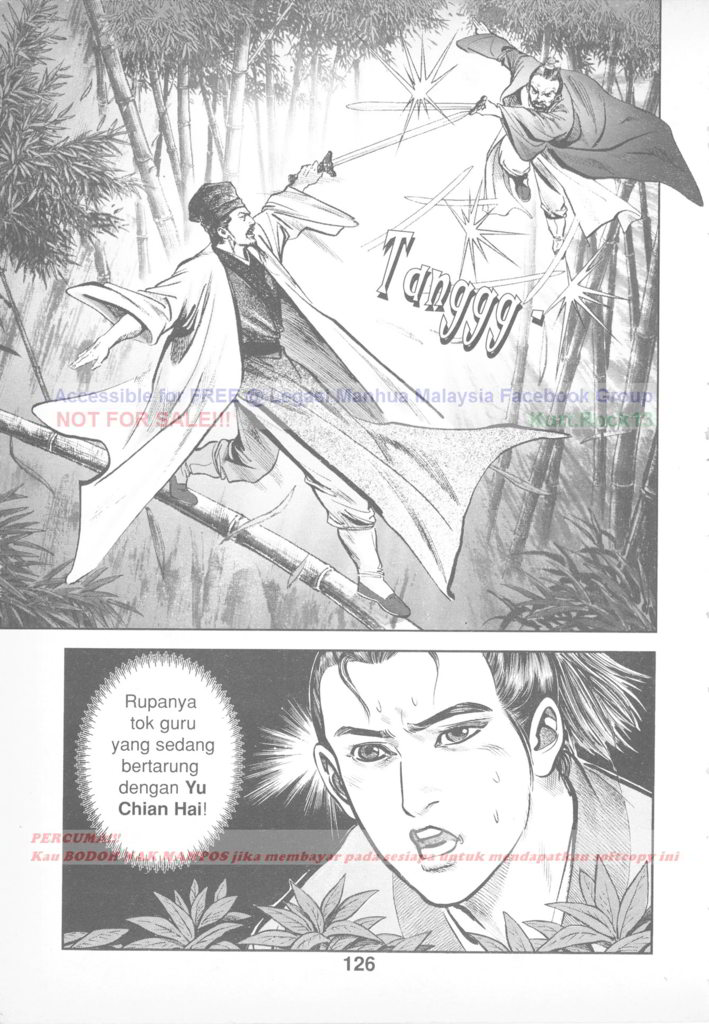 Tanggg..
Accessible for FREE @ Legasi Manhua Malaysia Facebook Group
NOT FOR SALE!!!
Kun.Rock13
Rupanya
tok guru
yang sedang
bertarung
dengan Yu
Chian Hai!
PERCUMA!!!
Kau BODOH NAK MAMPOS jika membayar pada sesiapa untuk mendapatkan softcopy ini
126